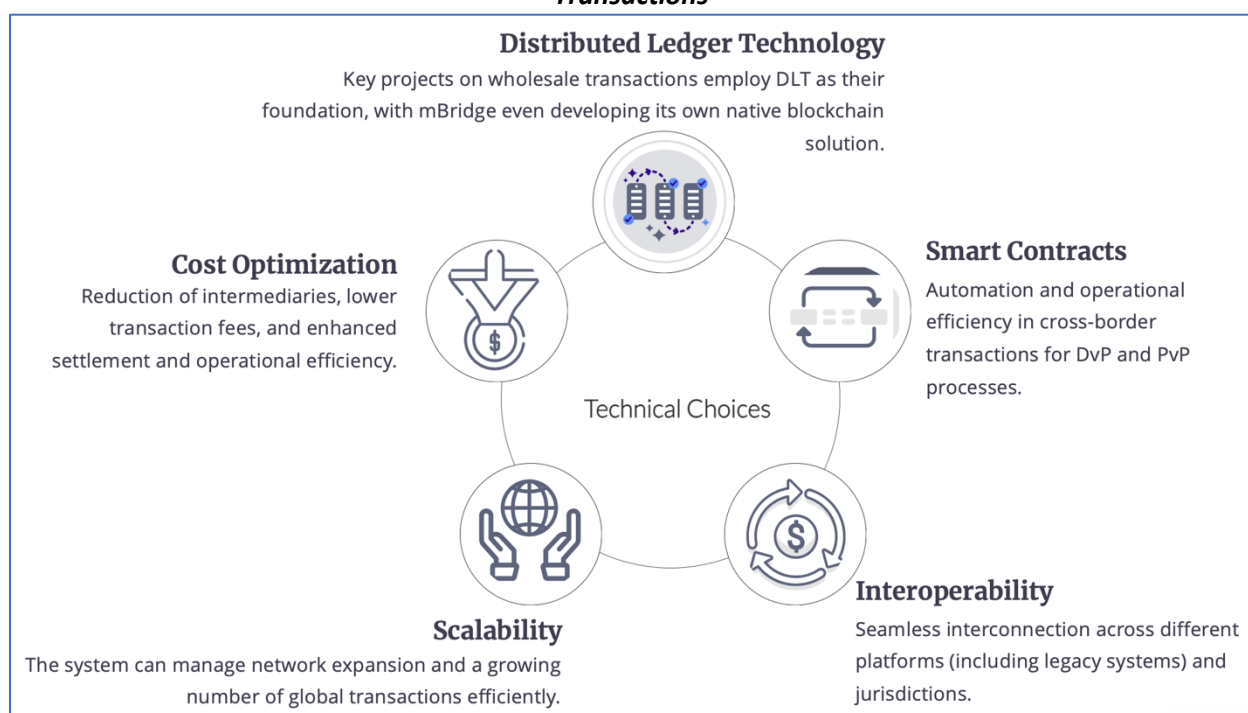 Transactions
Distributed Ledger Technology
Key projects on wholesale transactions employ DLT as their
foundation, with mBridge even developing its own native blockchain
solution.
Smart Contracts
Automation and operational
efficiency in cross-border
transactions for DvP and PvP
processes.
Interoperability
Seamless interconnection across different
platforms (including legacy systems) and
jurisdictions.
Scalability
The system can manage network expansion and a growing
number of global transactions efficiently.
Cost Optimization
Reduction of intermediaries, lower
transaction fees, and enhanced
settlement and operational efficiency.
$
Technical Choices
$